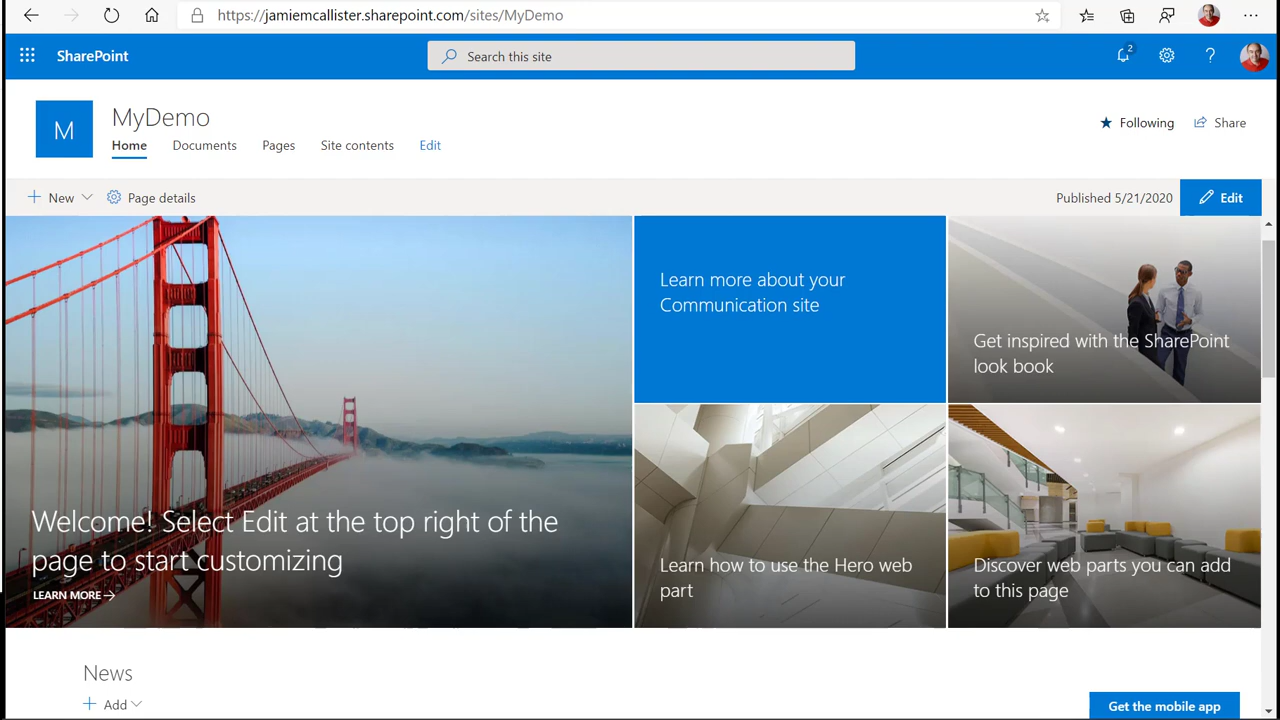 https://jamiemcallister.sharepoint.com/sites/MyDemo
SharePoint
Search this site
2
M
MyDemo
Following
Share
Home Documents Pages Site contents Edit
New Page details
Published 5/21/2020 Edit
Learn more about your
Communication site
Get inspired with the SharePoint
look book
Welcome! Select Edit at the top right of the
page to start customizing
LEARN MORE
Learn how to use the Hero web
part
Discover web parts you can add
to this page
News
Add
Get the mobile app